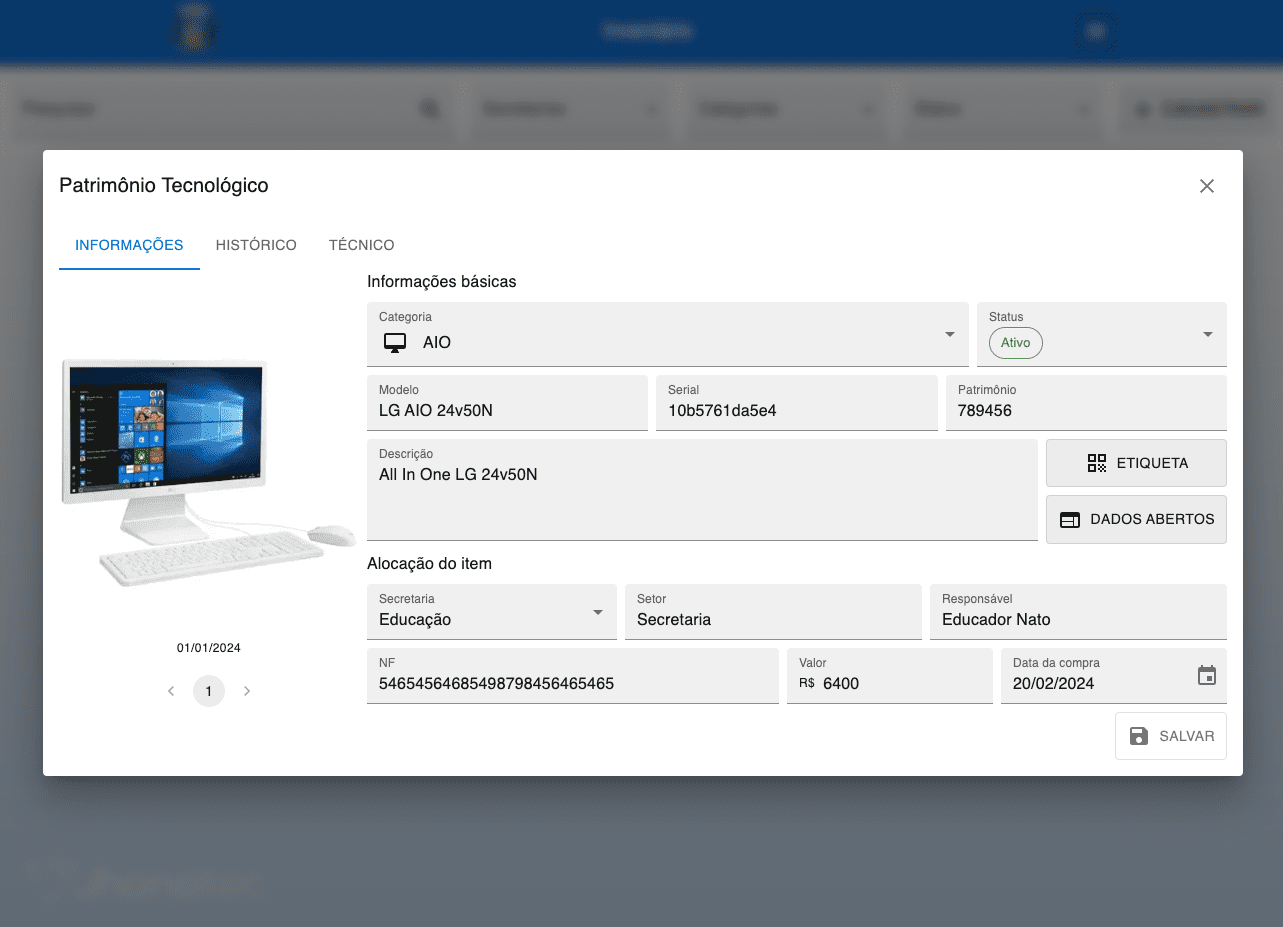 Patrimônio Tecnológico
INFORMAÇÕES HISTÓRICO TÉCNICO
Informações básicas
Categoria
AIO
Status
Ativo
Modelo
LG AIO 24v50N
Serial
10b5761da5e4
Patrimônio
789456
Descrição
All In One LG 24v50N
ETIQUETA
DADOS ABERTOS
Alocação do item
Secretaria
Educação
Setor
Secretaria
Responsável
Educador Nato
NF
54654564685498798456465465
Valor
R$ 6400
Data da compra
20/02/2024
01/01/2024
1
SALVAR